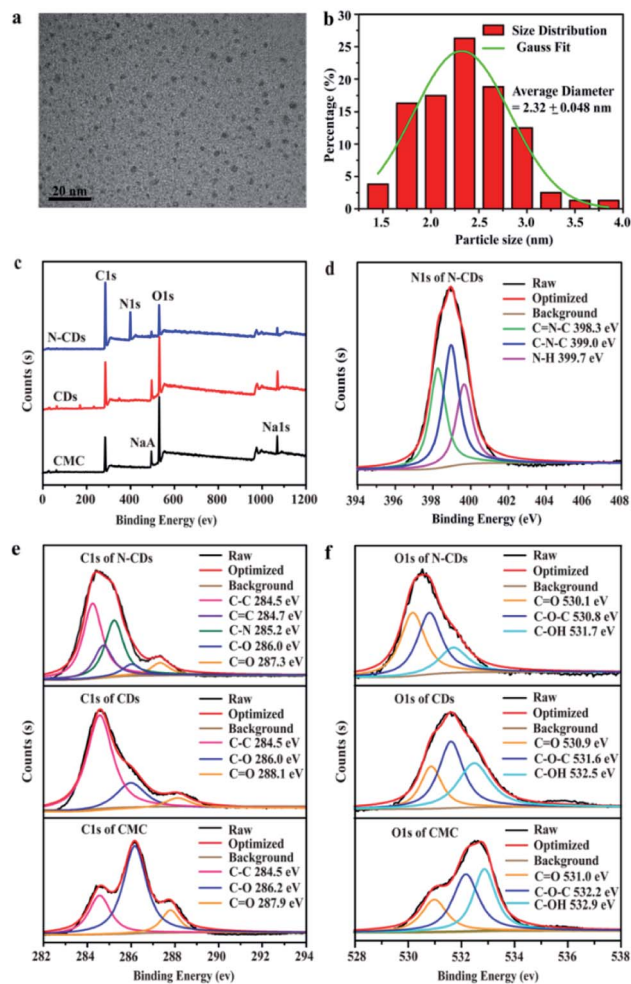 a
20 nm
b
Percentage (%)
30
25
20
15
10
5
0
Size Distribution
Gauss Fit
Average Diameter
= 2.32 ± 0.048 nm
1.5 2.0 2.5 3.0 3.5 4.0
Particle size (nm)
c
Counts (s)
C1s
N1s
O1s
N-CDs
CDs
NaA
Na1s
CMC
0 200 400 600 800 1000 1200
Binding Energy (ev)
d
Counts (s)
N1s of N-CDs
Raw
Optimized
Background
C=N-C 398.3 eV
C-N-C 399.0 eV
N-H 399.7 eV
394 396 398 400 402 404 406 408
Binding Energy (eV)
e
Counts (s)
C1s of N-CDs
Raw
Optimized
Background
C-C 284.5 eV
C=C 284.7 eV
C-N 285.2 eV
C-O 286.0 eV
C=O 287.3 eV
C1s of CDs
Raw
Optimized
Background
C-C 284.5 eV
C-O 286.0 eV
C=O 288.1 eV
C1s of CMC
Raw
Optimized
Background
C-C 284.5 eV
C-O 286.2 eV
C=O 287.9 eV
282 284 286 288 290 292 294
Binding Energy (ev)
f
Counts (s)
O1s of N-CDs
Raw
Optimized
Background
C=O 530.1 eV
C-O-C 530.8 eV
C-OH 531.7 eV
O1s of CDs
Raw
Optimized
Background
C=O 530.9 eV
C-O-C 531.6 eV
C-OH 532.5 eV
O1s of CMC
Raw
Optimized
Background
C=O 531.0 eV
C-O-C 532.2 eV
C-OH 532.9 eV
528 530 532 534 536 538
Binding Energy (ev)